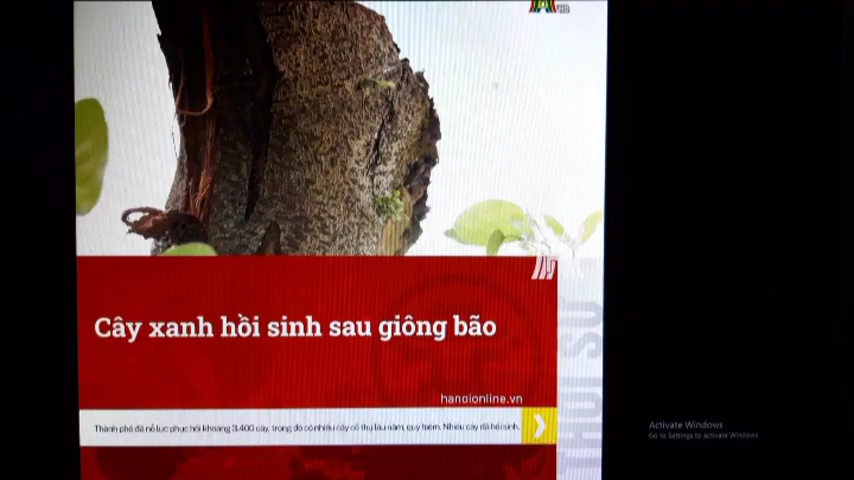 HD
Cây xanh hồi sinh sau giông bão
hanoionline.vn
Thành phố đã nỗ lực phục hồi khoảng 3.400 cây, trong đó có nhiều cây cổ thụ lâu năm, quý hiếm. Nhiều cây đã hồi sinh.
THỜI SỰ
Activate Windows
Go to Settings to activate Windows.